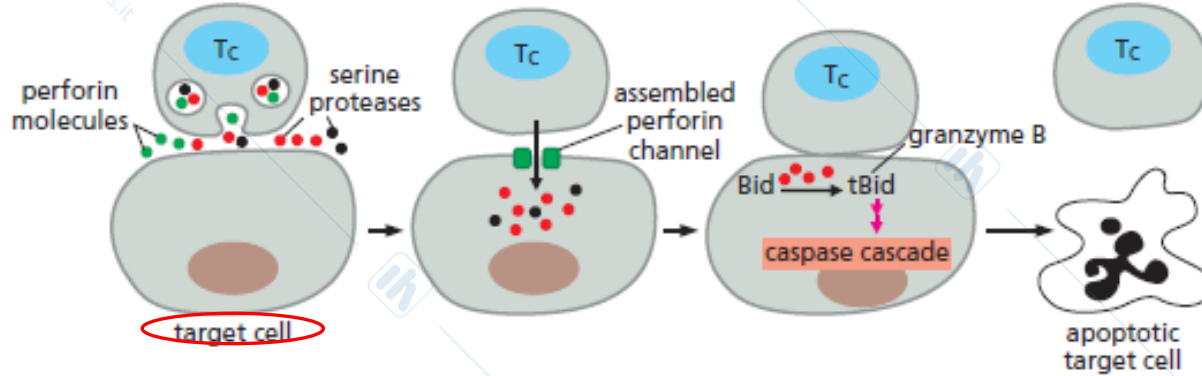 s.it
Tc
perforin
molecules
serine
proteases
target cell
Tc
assembled
perforin
channel
Tc
granzyme B
Bid
tBid
caspase cascade
Tc
apoptotic
target cell